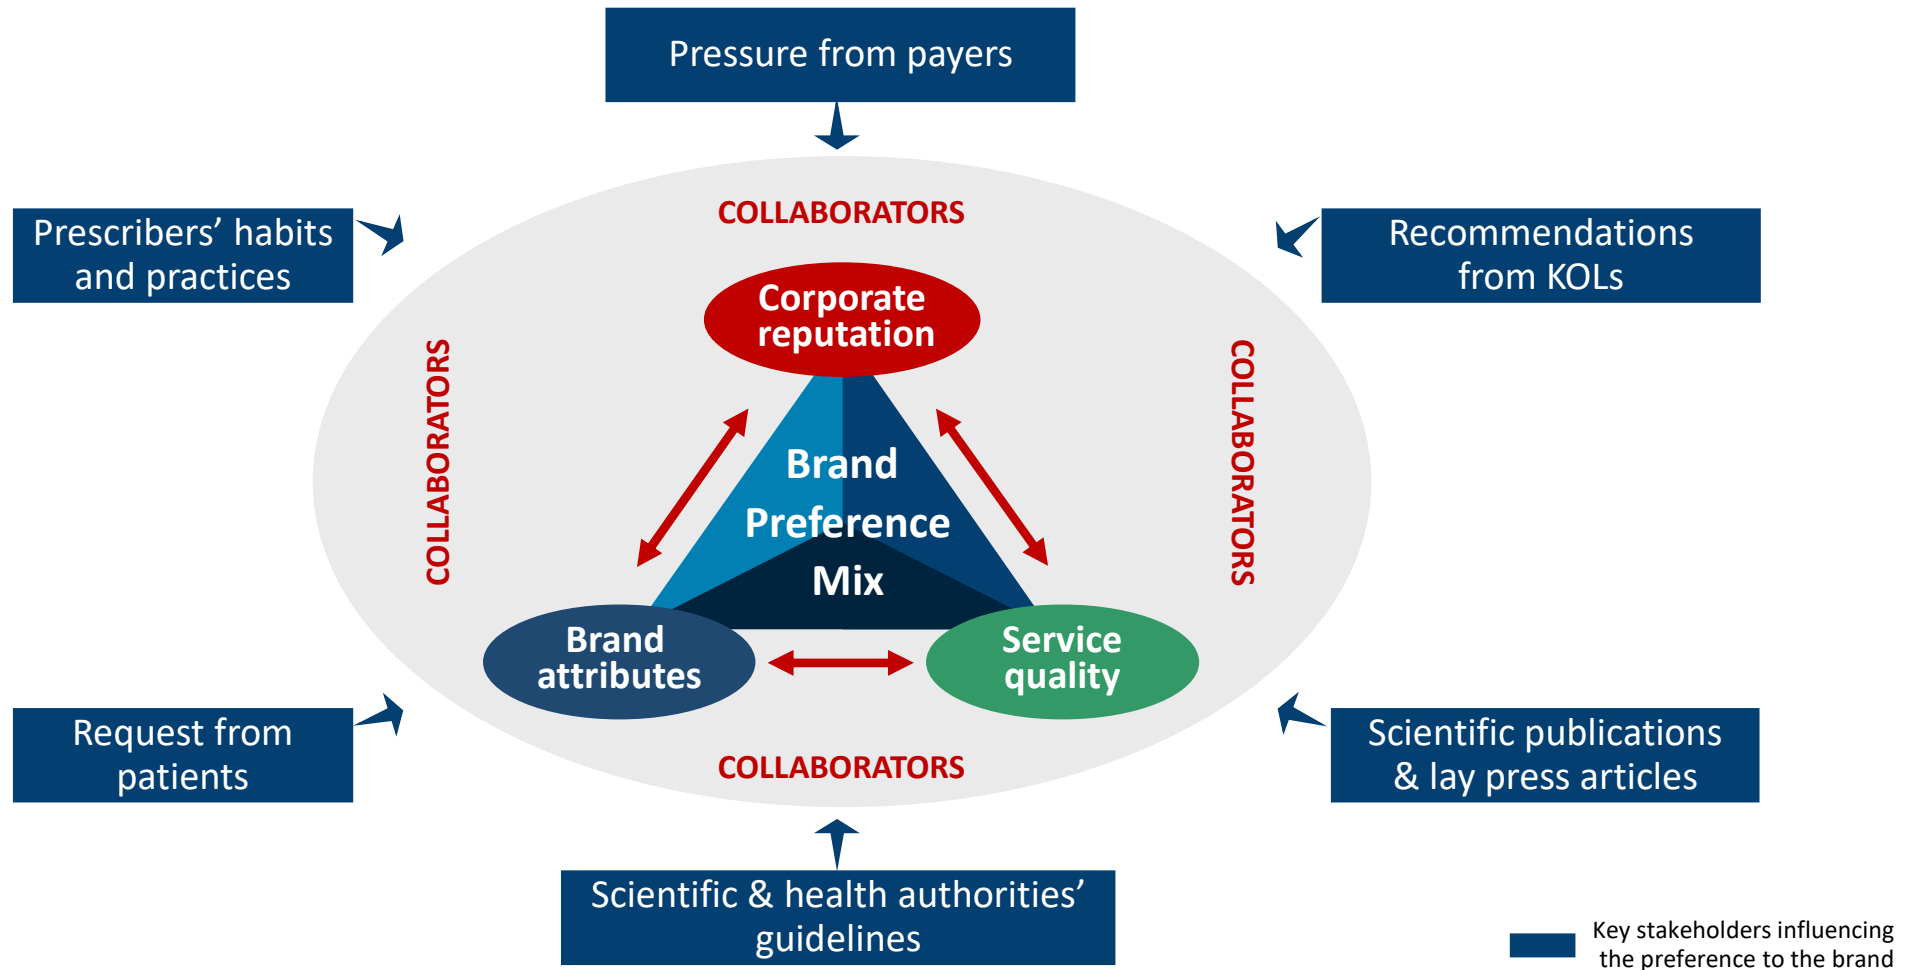 Pressure from payers
COLLABORATORS
Prescribers’ habits
and practices
Recommendations
from KOLs
Corporate
reputation
COLLABORATORS
COLLABORATORS
Brand
Preference
Mix
Brand
attributes
Service
quality
Request from
patients
Scientific publications
& lay press articles
COLLABORATORS
Scientific & health authorities’
guidelines
Key stakeholders influencing
the preference to the brand